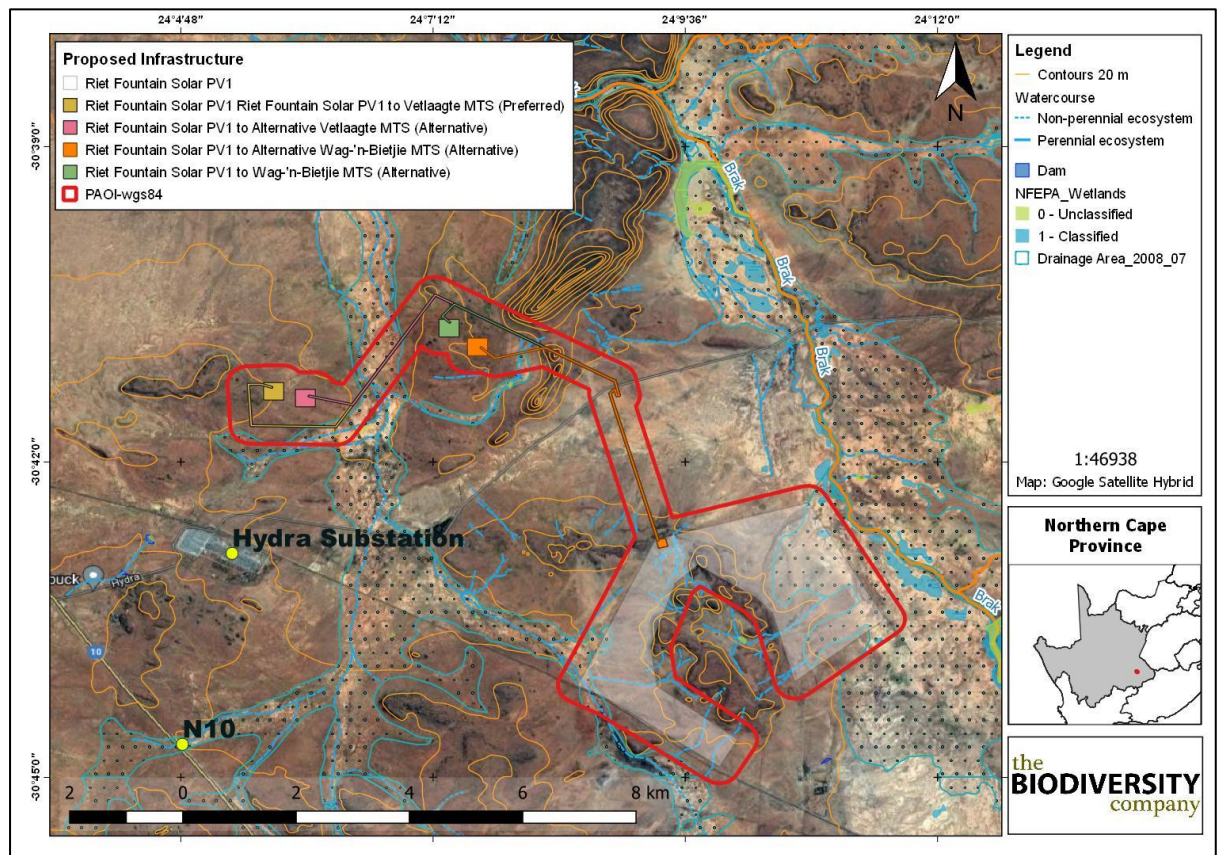 24°4'48" 24°7'12" 24°9'36" 24°12'0"
Proposed Infrastructure
Riet Fountain Solar PV1
Riet Fountain Solar PV1 Riet Fountain Solar PV1 to Vetlaagte MTS (Preferred)
Riet Fountain Solar PV1 to Alternative Vetlaagte MTS (Alternative)
Riet Fountain Solar PV1 to Alternative Wag-'n-Bietjie MTS (Alternative)
Riet Fountain Solar PV1 to Wag-'n-Bietjie MTS (Alternative)
PAOI-wgs84
N
-30°39'0"
-30°42'0"
-30°45'0"
Brak
Brak
Brak
Brak
Brak
Hydra Substation
buck
Hydra
10
N10
2 0 2 4 6 8 km
Legend
Contours 20 m
Watercourse
Non-perennial ecosystem
Perennial ecosystem
Dam
NFEPA_Wetlands
0 - Unclassified
1 - Classified
Drainage Area_2008_07
1:46938
Map: Google Satellite Hybrid
Northern Cape
Province
the
BIODIVERSITY
company